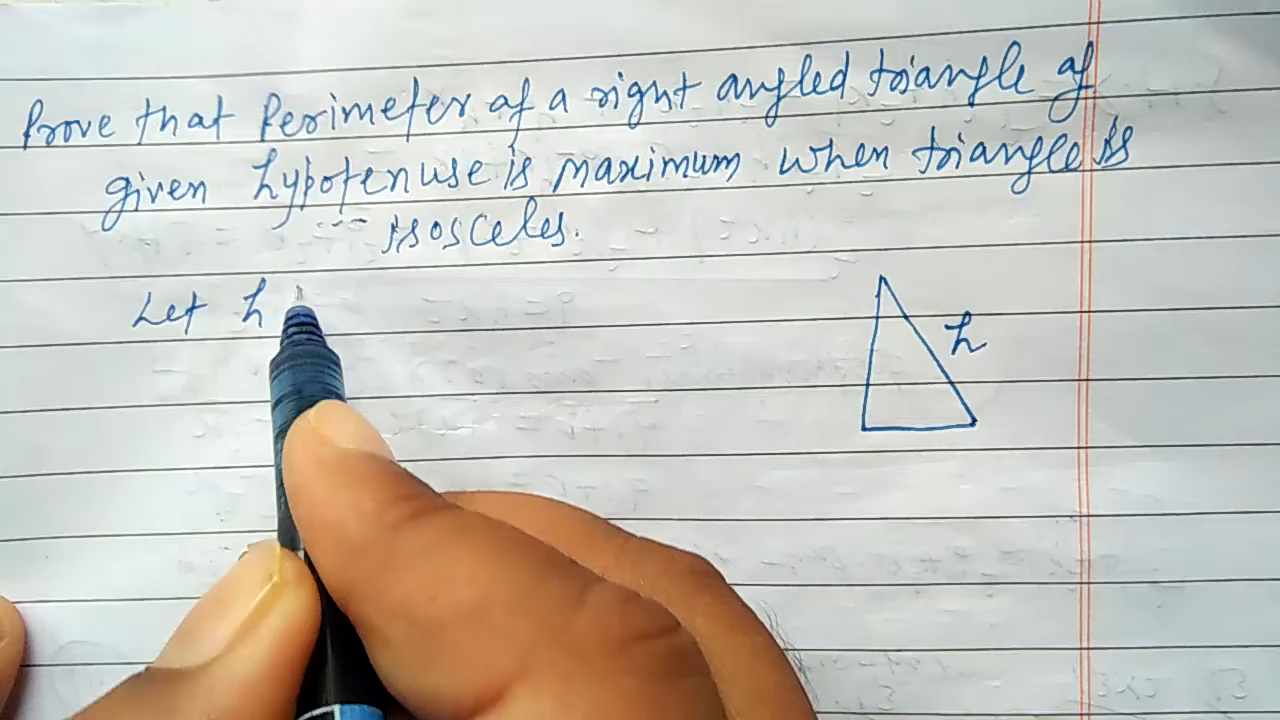 Prove that Perimeter of a right angled triangle of
given hypotenuse is maximum when triangle is
isosceles.
Let h
h